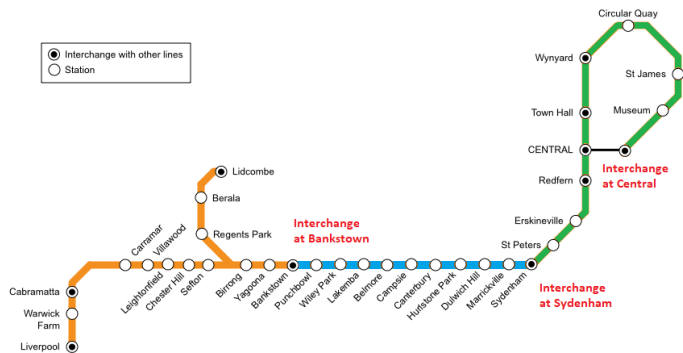 Circular Quay
Interchange with other lines
Station
Wynyard
St James
Town Hall
Museum
CENTRAL
Interchange
at Central
Lidcombe
Redfern
Berala
Erskineville
Interchange
at Bankstown
Regents Park
St Peters
Carramar
Villawood
Leightonfield
Chester Hill
Sefton
Birrong
Yagoona
Bankstown
Punchbowl
Wiley Park
Lakemba
Belmore
Campsie
Canterbury
Hurlstone Park
Dulwich Hill
Marrickville
Sydenham
Interchange
at Sydenham
Cabramatta
Warwick
Farm
Liverpool